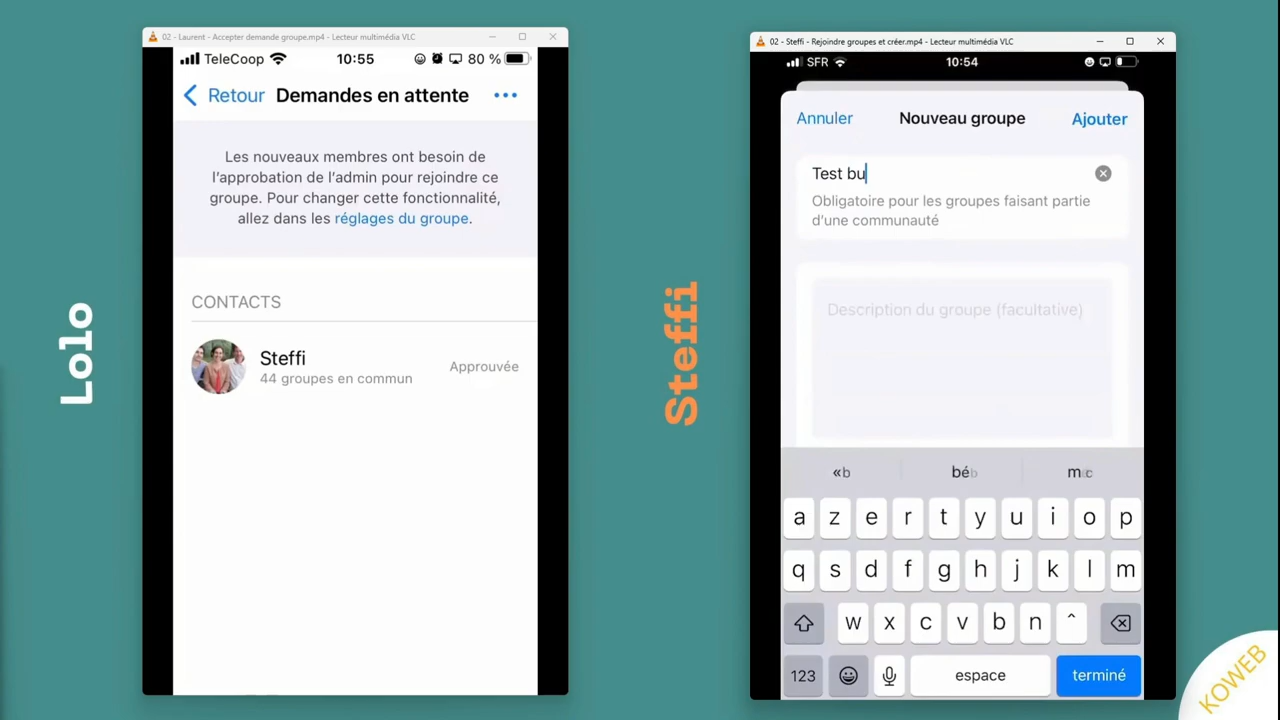 02 - Laurent - Accepter demande groupe.mp4 - Lecteur multimédia VLC
TeleCoop 10:55 80 %
Retour Demandes en attente
Les nouveaux membres ont besoin de
l’approbation de l’admin pour rejoindre ce
groupe. Pour changer cette fonctionnalité,
allez dans les réglages du groupe.
CONTACTS
Steffi
44 groupes en commun
Approuvée
Lolo
Steffi
02 - Steffi - Rejoindre groupes et créer.mp4 - Lecteur multimédia VLC
SFR 10:54
Annuler Nouveau groupe Ajouter
Test bu
Obligatoire pour les groupes faisant partie
d’une communauté
Description du groupe (facultative)
«b bé
a z e r t y u i o p
q s d f g h j k l m
w x c v b n ^
123 espace terminé
KOWEB